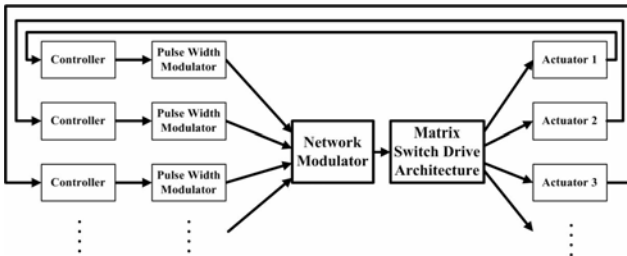 Controller
Pulse Width
Modulator
Actuator 1
Controller
Pulse Width
Modulator
Network
Modulator
Matrix
Switch Drive
Architecture
Actuator 2
Controller
Pulse Width
Modulator
Actuator 3